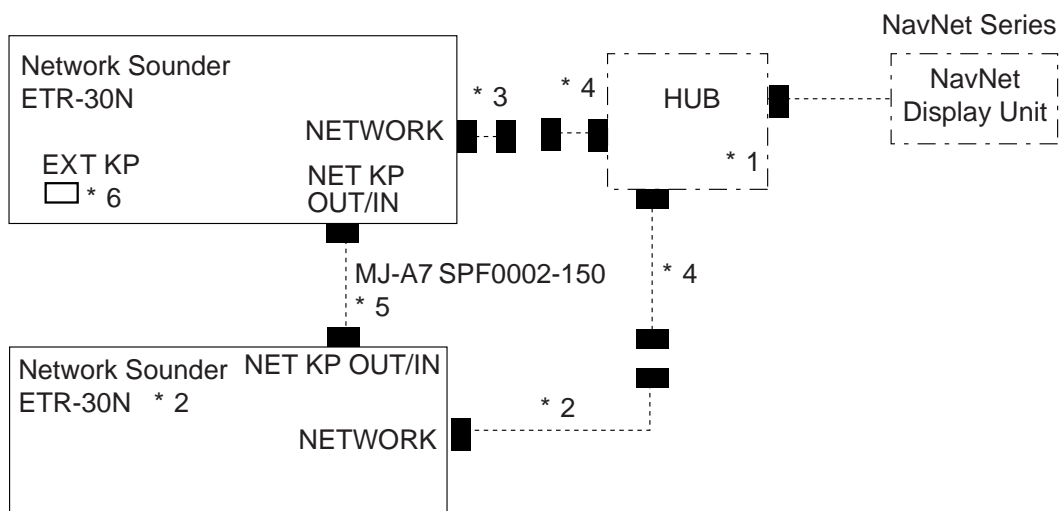 NavNet Series
Network Sounder
ETR-30N
* 3
* 4
HUB
NavNet
Display Unit
NETWORK
EXT KP
* 6
NET KP
OUT/IN
* 1
MJ-A7 SPF0002-150
* 5
* 4
Network Sounder
ETR-30N * 2
NET KP OUT/IN
* 2
NETWORK